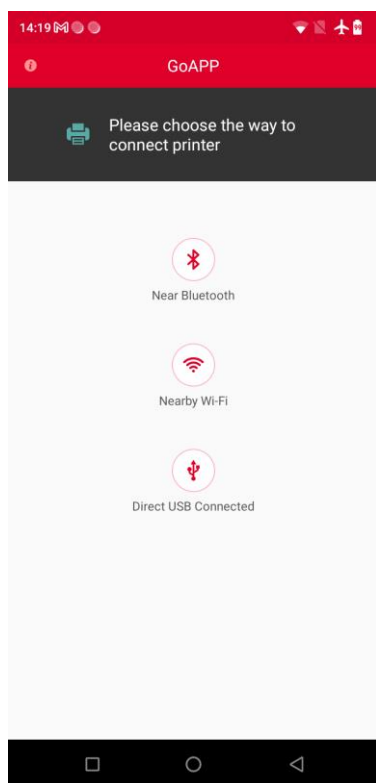 14:19
GoAPP
Please choose the way to
connect printer
Near Bluetooth
Nearby Wi-Fi
Direct USB Connected